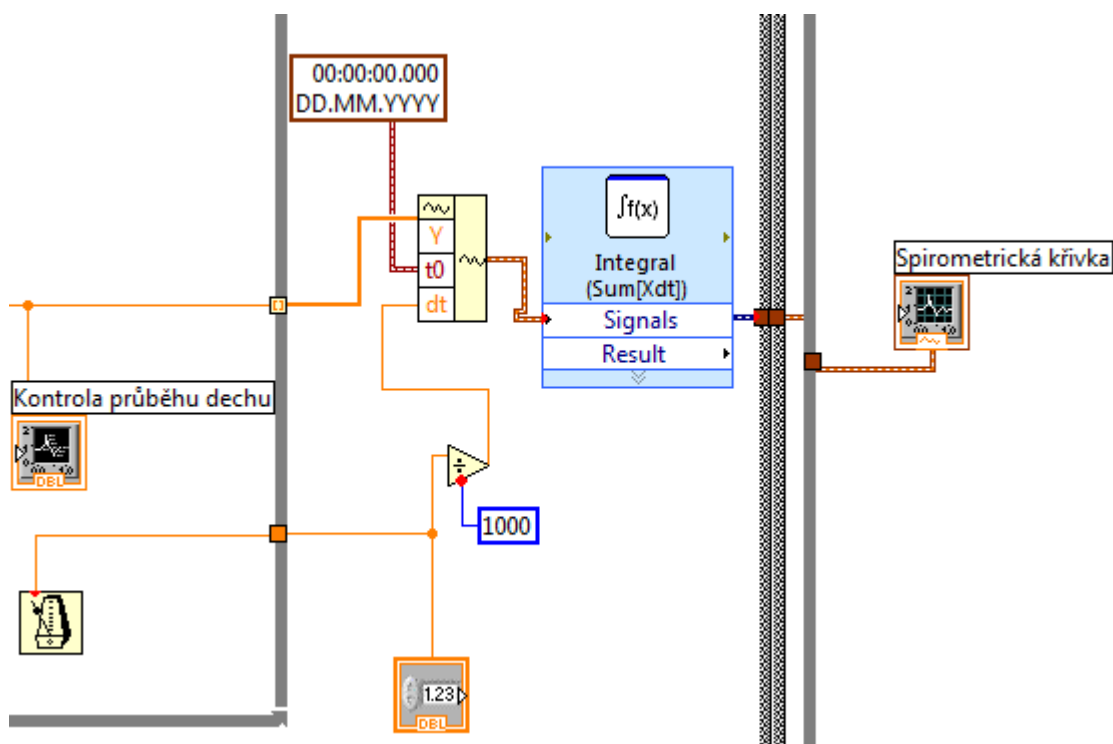 00:00:00.000
DD.MM.YYYY
∫f(x)
Y
t0
dt
Integral
(Sum[Xdt])
Signals
Result
Spirometrická křivka
Kontrola průběhu dechu
DBL
÷
1000
1.23
DBL